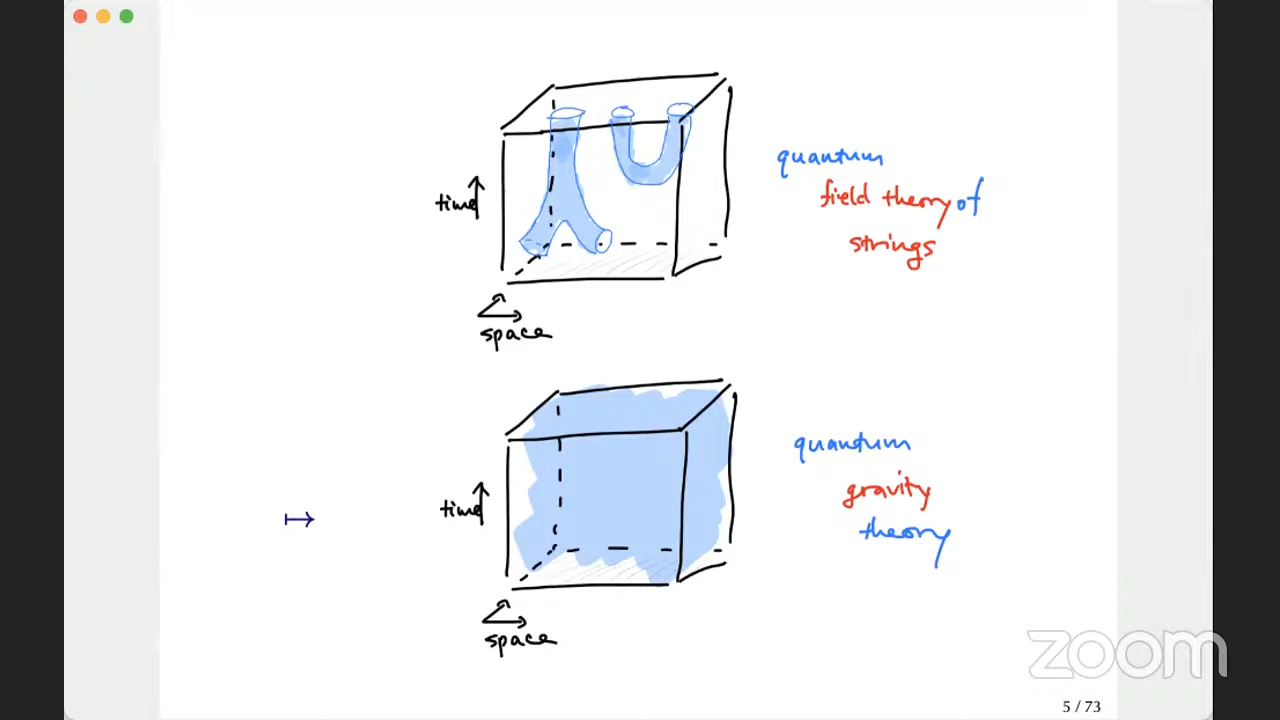 time
space
quantum
field theory of
strings
↦
time
space
quantum
gravity
theory
zoom
5 / 73